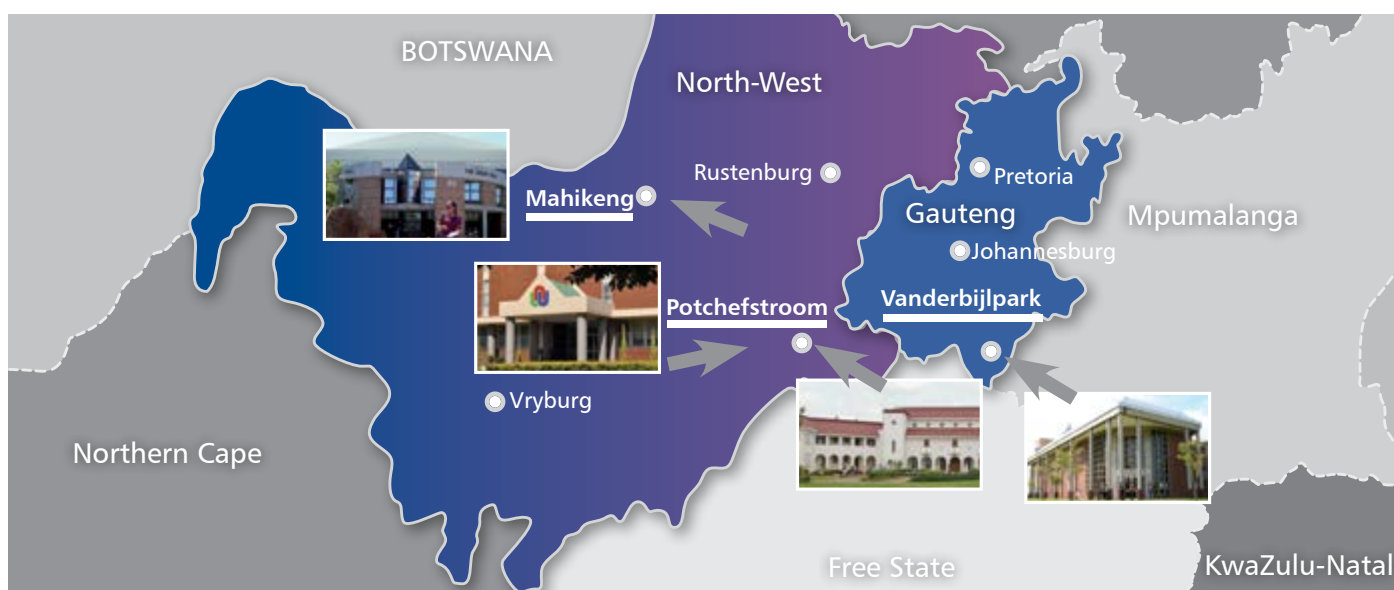 BOTSWANA
North-West
Rustenburg
Pretoria
Mahikeng
Gauteng
Mpumalanga
Johannesburg
Potchefstroom
Vanderbijlpark
Vryburg
Northern Cape
Free State
KwaZulu-Natal